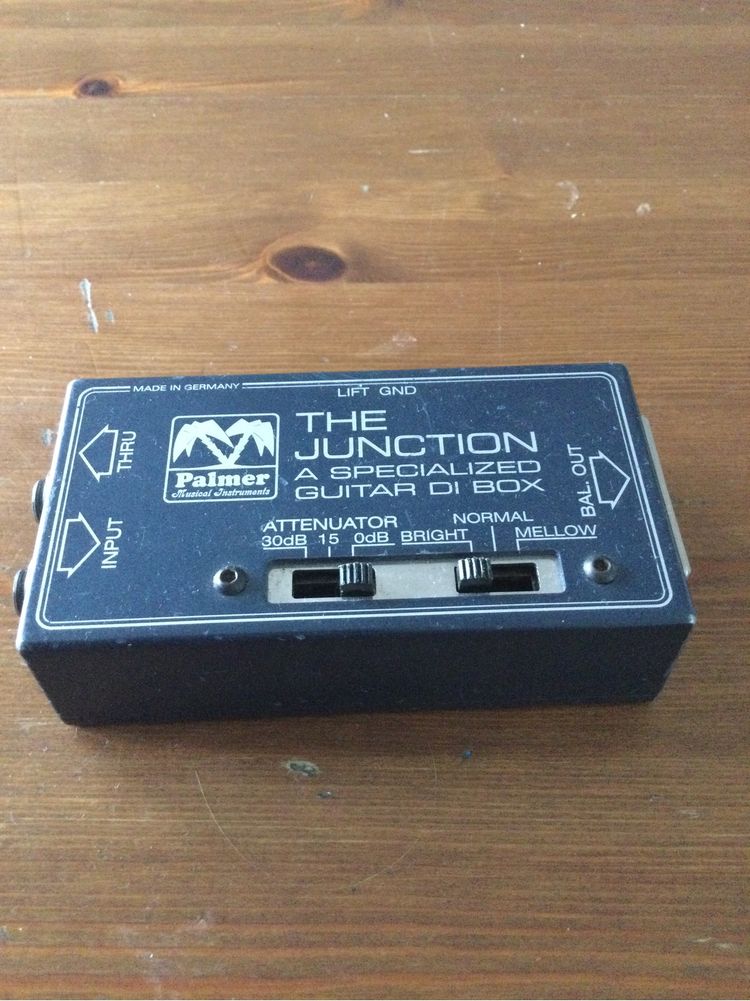 MADE IN GERMANY
LIFT GND
THRU
INPUT
Palmer
Musical Instruments
THE
JUNCTION
A SPECIALIZED
GUITAR DI BOX
BAL. OUT
ATTENUATOR
30dB 15 0dB
BRIGHT NORMAL MELLOW